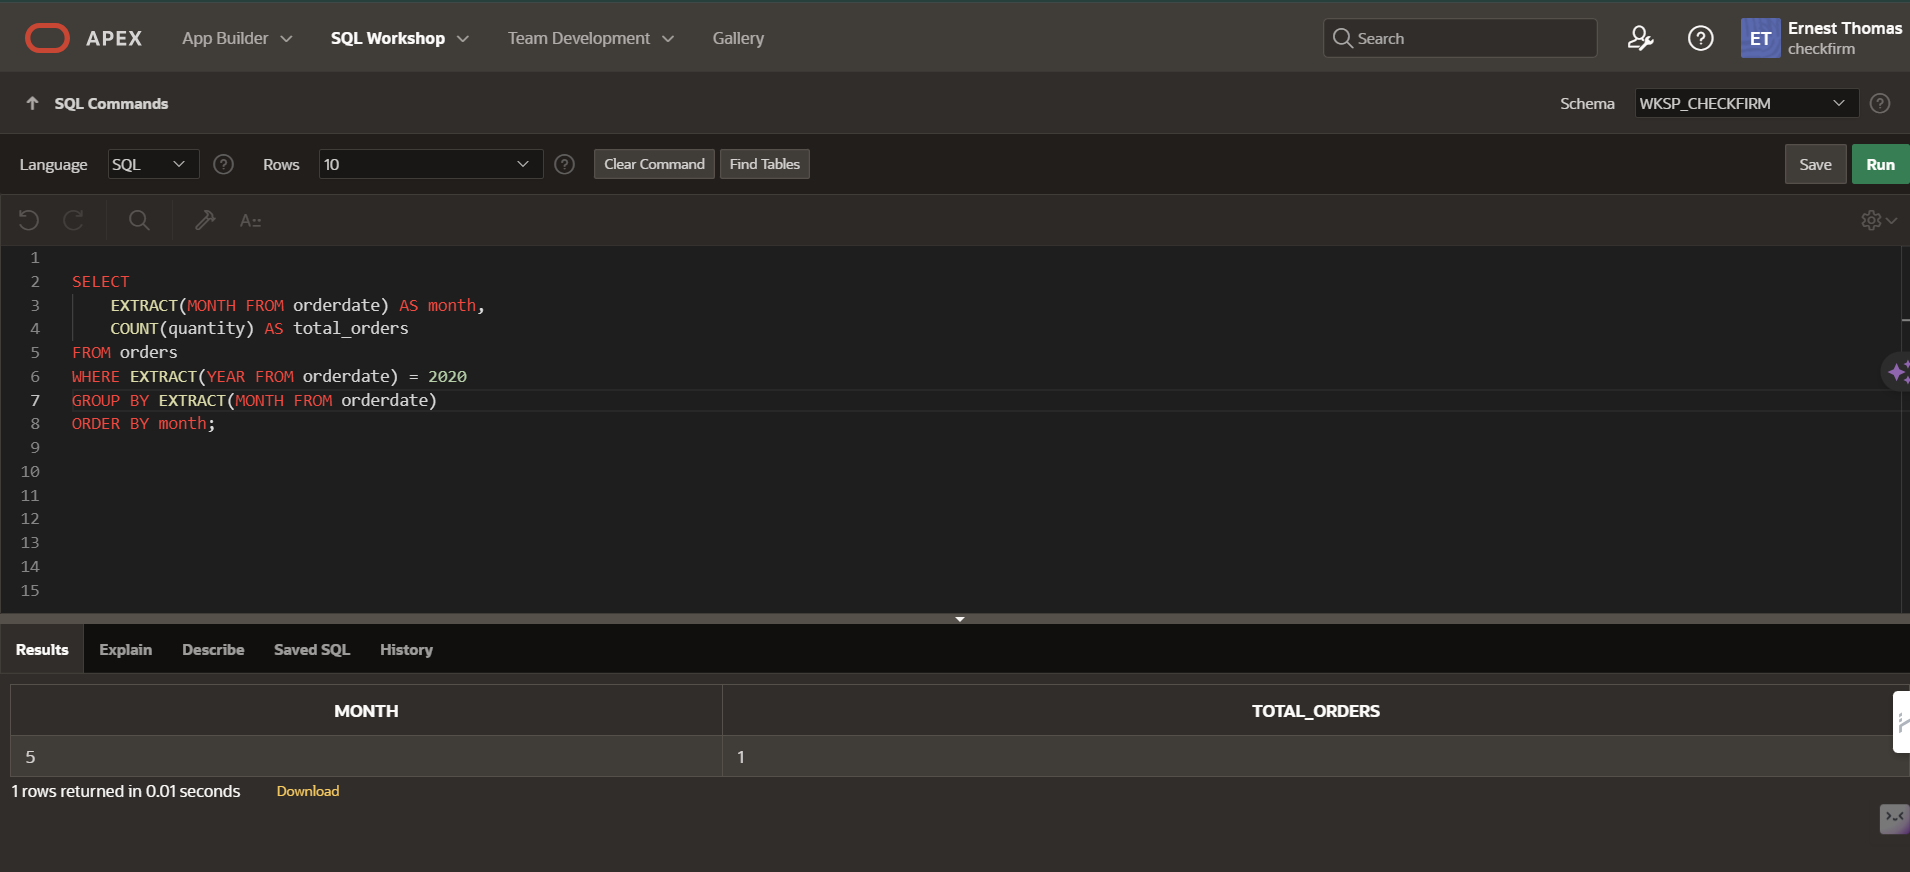 APEX App Builder SQL Workshop Team Development Gallery Search ET Ernest Thomas
checkfirm
SQL Commands Schema WKSP_CHECKFIRM
Language SQL Rows 10 Clear Command Find Tables Save Run
A
1
2 SELECT
3 EXTRACT(MONTH FROM orderdate) AS month,
4 COUNT(quantity) AS total_orders
5 FROM orders
6 WHERE EXTRACT(YEAR FROM orderdate) = 2020
7 GROUP BY EXTRACT(MONTH FROM orderdate)
8 ORDER BY month;
9
10
11
12
13
14
15
Results Explain Describe Saved SQL History
MONTH TOTAL_ORDERS
5 1
1 rows returned in 0.01 seconds Download